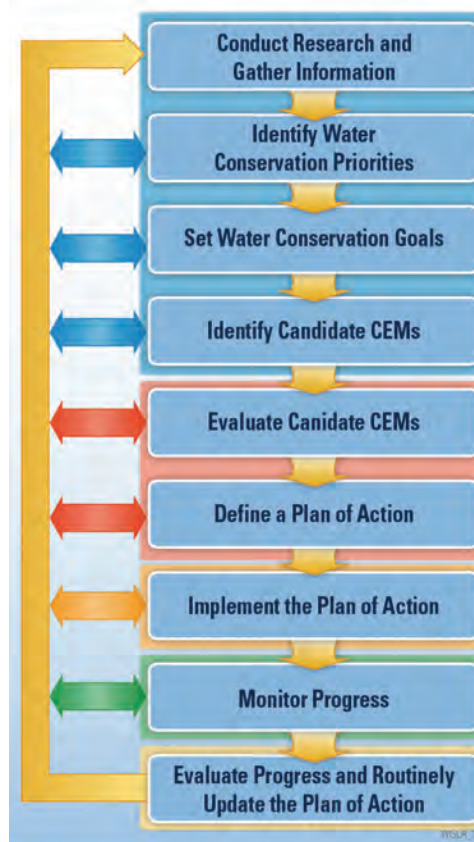 Conduct Research and
Gather Information
Identify Water
Conservation Priorities
Set Water Conservation Goals
Identify Candidate CEMs
Evaluate Canidate CEMs
Define a Plan of Action
Implement the Plan of Action
Monitor Progress
Evaluate Progress and Routinely
Update the Plan of Action